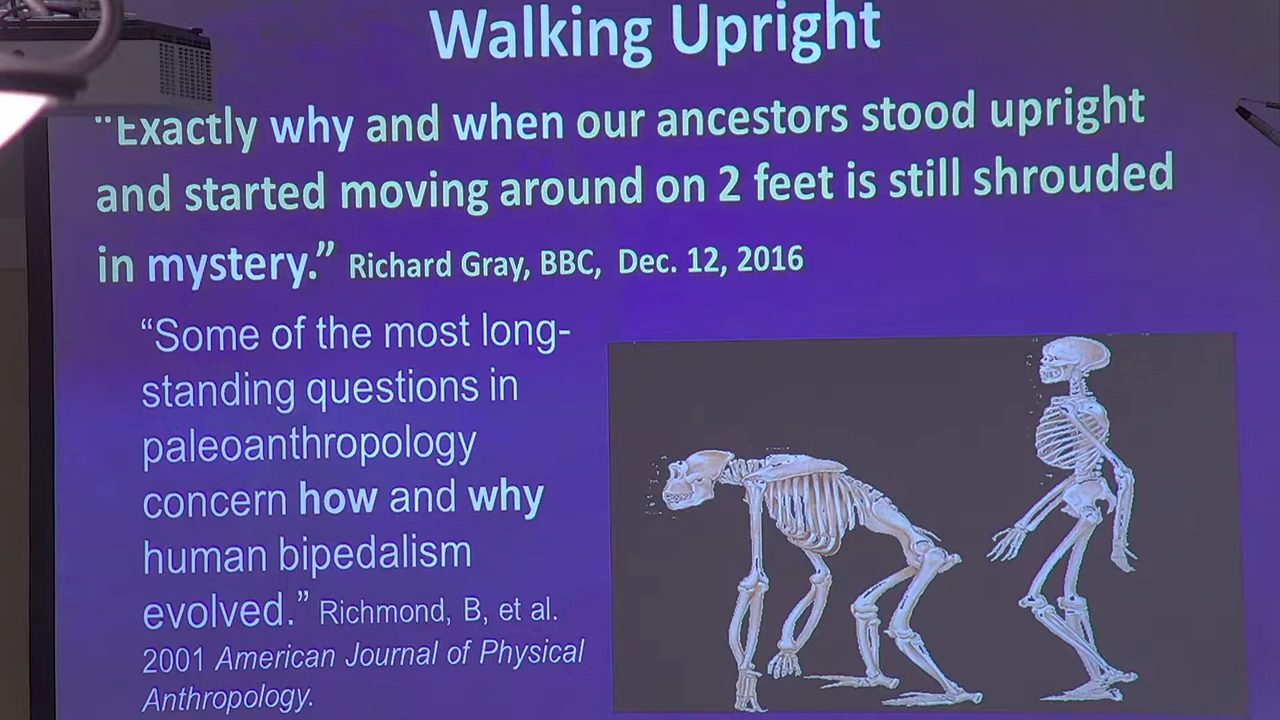 Walking Upright
"Exactly why and when our ancestors stood upright
and started moving around on 2 feet is still shrouded
in mystery.” Richard Gray, BBC, Dec. 12, 2016
“Some of the most long-
standing questions in
paleoanthropology
concern how and why
human bipedalism
evolved.” Richmond, B, et al.
2001 American Journal of Physical
Anthropology.